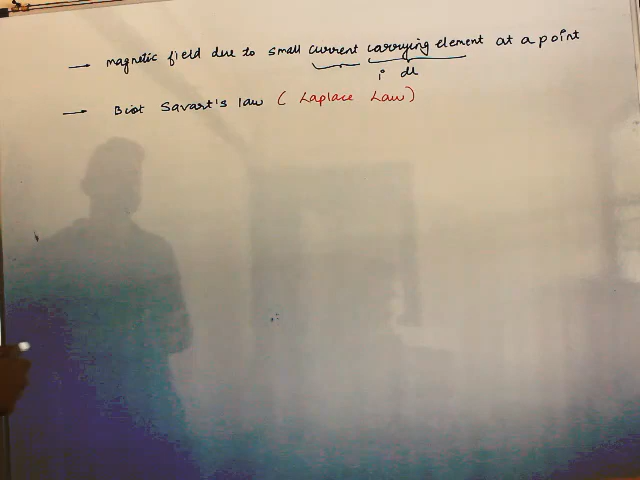 → magnetic field due to small current carrying element at a point
i dl
→ Biot Savart's law ( Laplace Law )